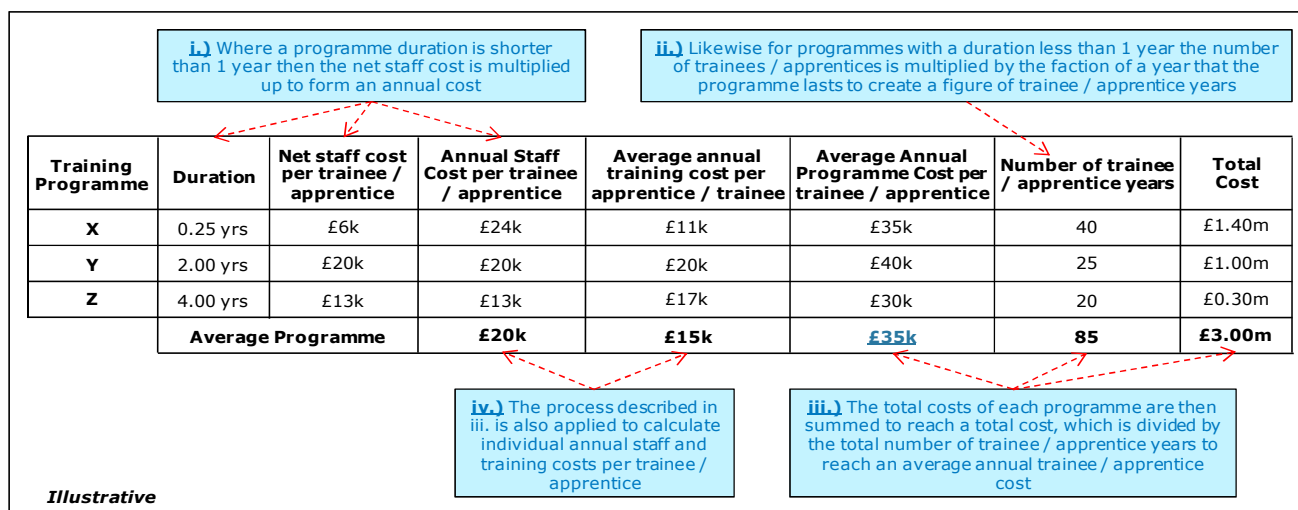 i.) Where a programme duration is shorter
than 1 year then the net staff cost is multiplied
up to form an annual cost
ii.) Likewise for programmes with a duration less than 1 year the number
of trainees / apprentices is multiplied by the faction of a year that the
programme lasts to create a figure of trainee / apprentice years
Training Programme | Duration | Net staff cost per trainee / apprentice | Annual Staff Cost per trainee / apprentice | Average annual training cost per apprentice / trainee | Average Annual Programme Cost per trainee / apprentice | Number of trainee / apprentice years | Total Cost
X | 0.25 yrs | £6k | £24k | £11k | £35k | 40 | £1.40m
Y | 2.00 yrs | £20k | £20k | £20k | £40k | 25 | £1.00m
Z | 4.00 yrs | £13k | £13k | £17k | £30k | 20 | £0.30m
Average Programme | £20k | £15k | £35k | 85 | £3.00m
iv.) The process described in
iii. is also applied to calculate
individual annual staff and
training costs per trainee /
apprentice
iii.) The total costs of each programme are then
summed to reach a total cost, which is divided by
the total number of trainee / apprentice years to
reach an average annual trainee / apprentice
cost
Illustrative